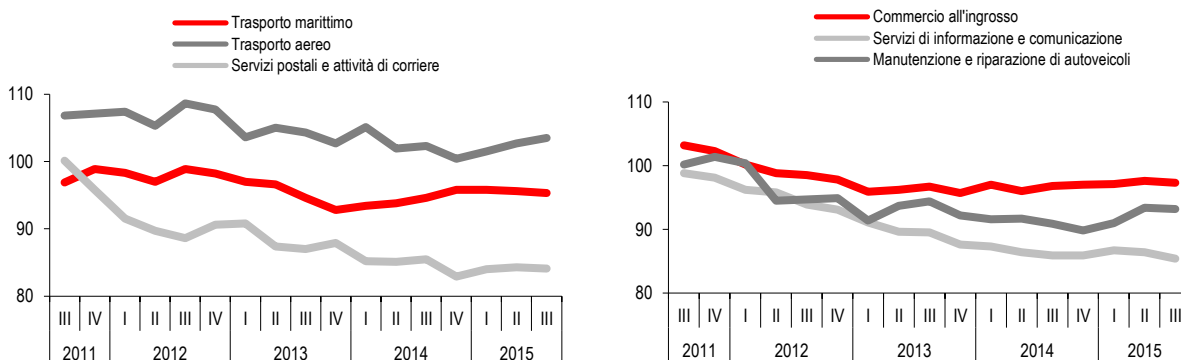 Trasporto marittimo
Trasporto aereo
Servizi postali e attività di corriere
110
100
90
80
III IV I II III IV I II III IV I II III IV I II III
2011 2012 2013 2014 2015
Commercio all'ingrosso
Servizi di informazione e comunicazione
Manutenzione e riparazione di autoveicoli
110
100
90
80
III IV I II III IV I II III IV I II III IV I II III
2011 2012 2013 2014 2015